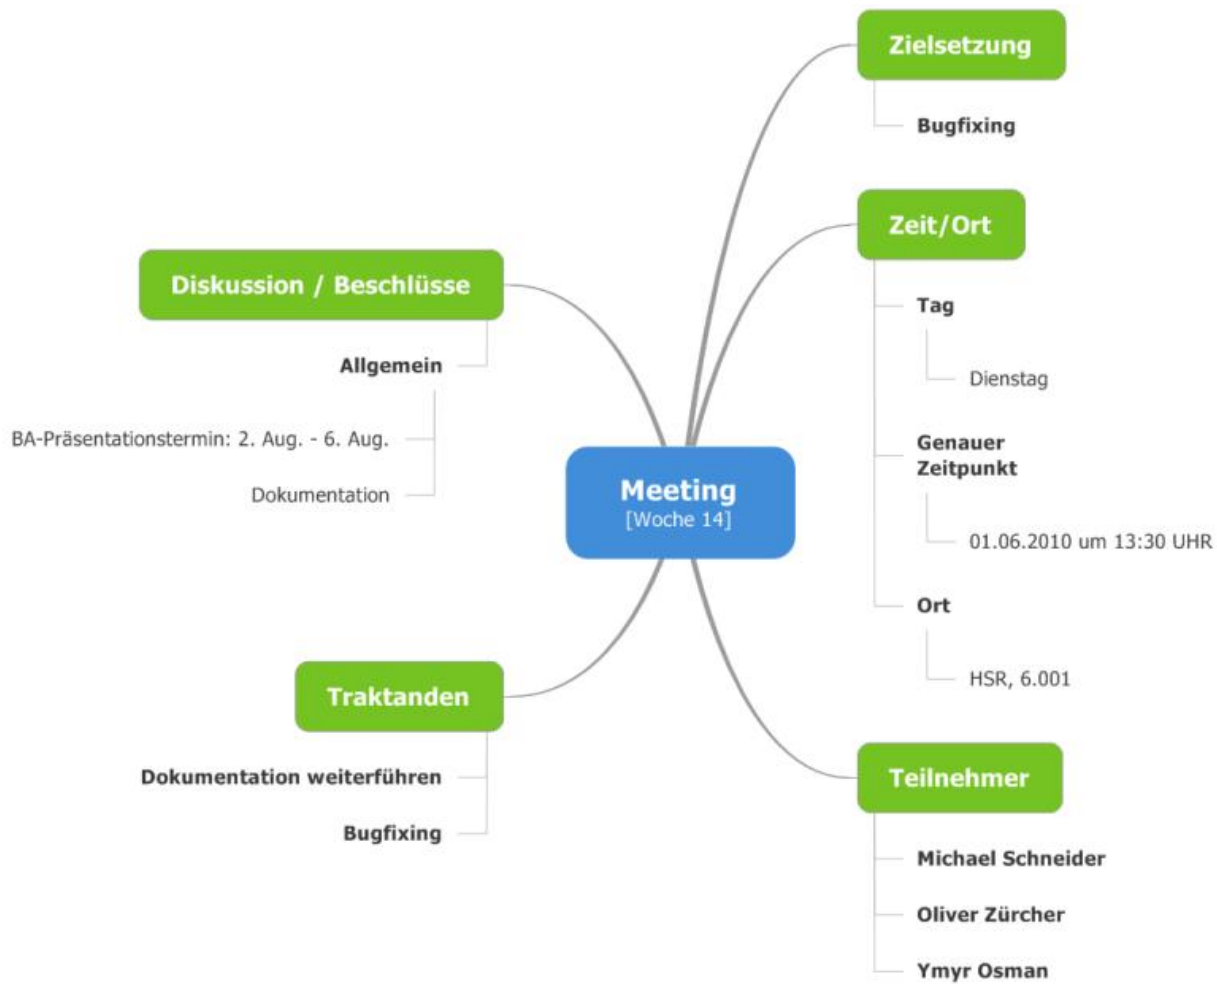 Meeting
[Woche 14]
Zielsetzung
Bugfixing
Zeit/Ort
Tag
Dienstag
Genauer
Zeitpunkt
01.06.2010 um 13:30 UHR
Ort
HSR, 6.001
Teilnehmer
Michael Schneider
Oliver Zürcher
Ymyr Osman
Diskussion / Beschlüsse
Allgemein
BA-Präsentationstermin: 2. Aug. - 6. Aug.
Dokumentation
Traktanden
Dokumentation weiterführen
Bugfixing